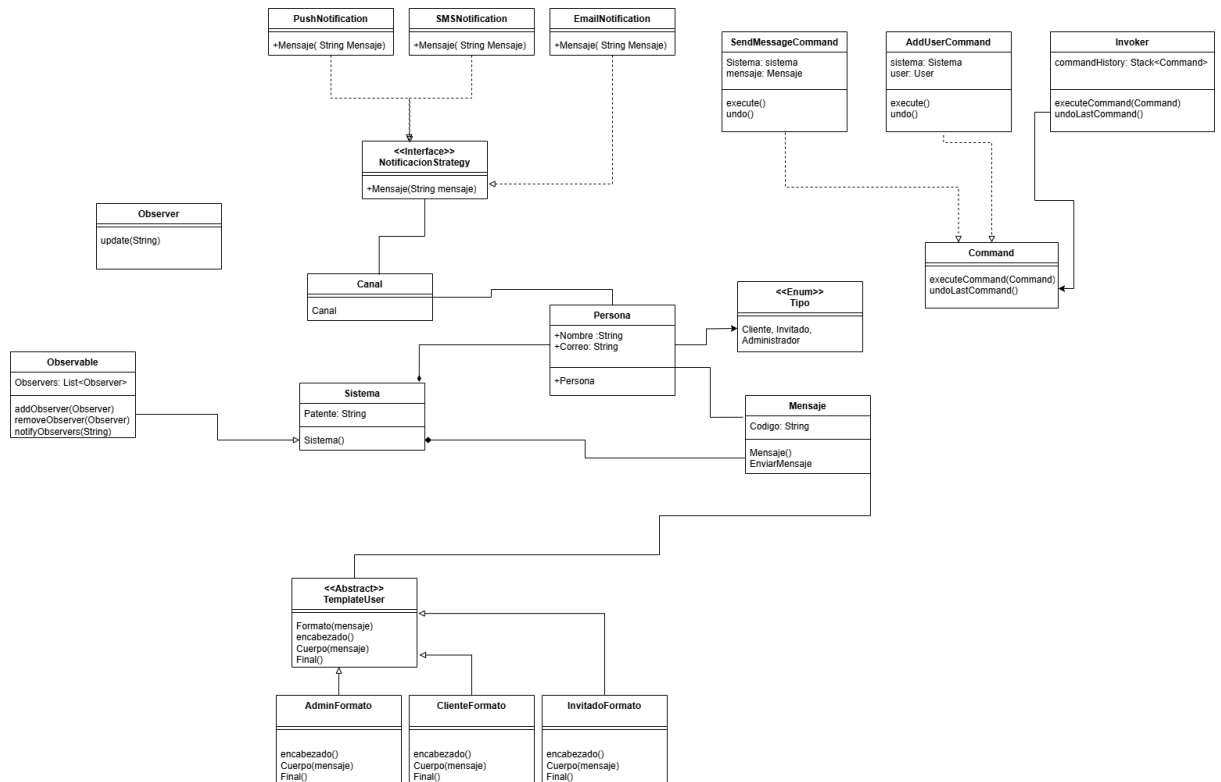 PushNotification
+Mensaje( String Mensaje)
SMSNotification
+Mensaje( String Mensaje)
EmailNotification
+Mensaje( String Mensaje)
SendMessageCommand
Sistema: sistema
mensaje: Mensaje
execute()
undo()
AddUserCommand
sistema: Sistema
user: User
execute()
undo()
Invoker
commandHistory: Stack<Command>
executeCommand(Command)
undoLastCommand()
<<Interface>>
NotificacionStrategy
+Mensaje(String mensaje)
Observer
update(String)
Command
executeCommand(Command)
undoLastCommand()
Canal
Canal
<<Enum>>
Tipo
Cliente, Invitado,
Administrador
Persona
+Nombre :String
+Correo: String
+Persona
Observable
Observers: List<Observer>
addObserver(Observer)
removeObserver(Observer)
notifyObservers(String)
Sistema
Patente: String
Sistema()
Mensaje
Codigo: String
Mensaje()
EnviarMensaje
<<Abstract>>
TemplateUser
Formato(mensaje)
encabezado()
Cuerpo(mensaje)
Final()
AdminFormato
encabezado()
Cuerpo(mensaje)
Final()
ClienteFormato
encabezado()
Cuerpo(mensaje)
Final()
InvitadoFormato
encabezado()
Cuerpo(mensaje)
Final()